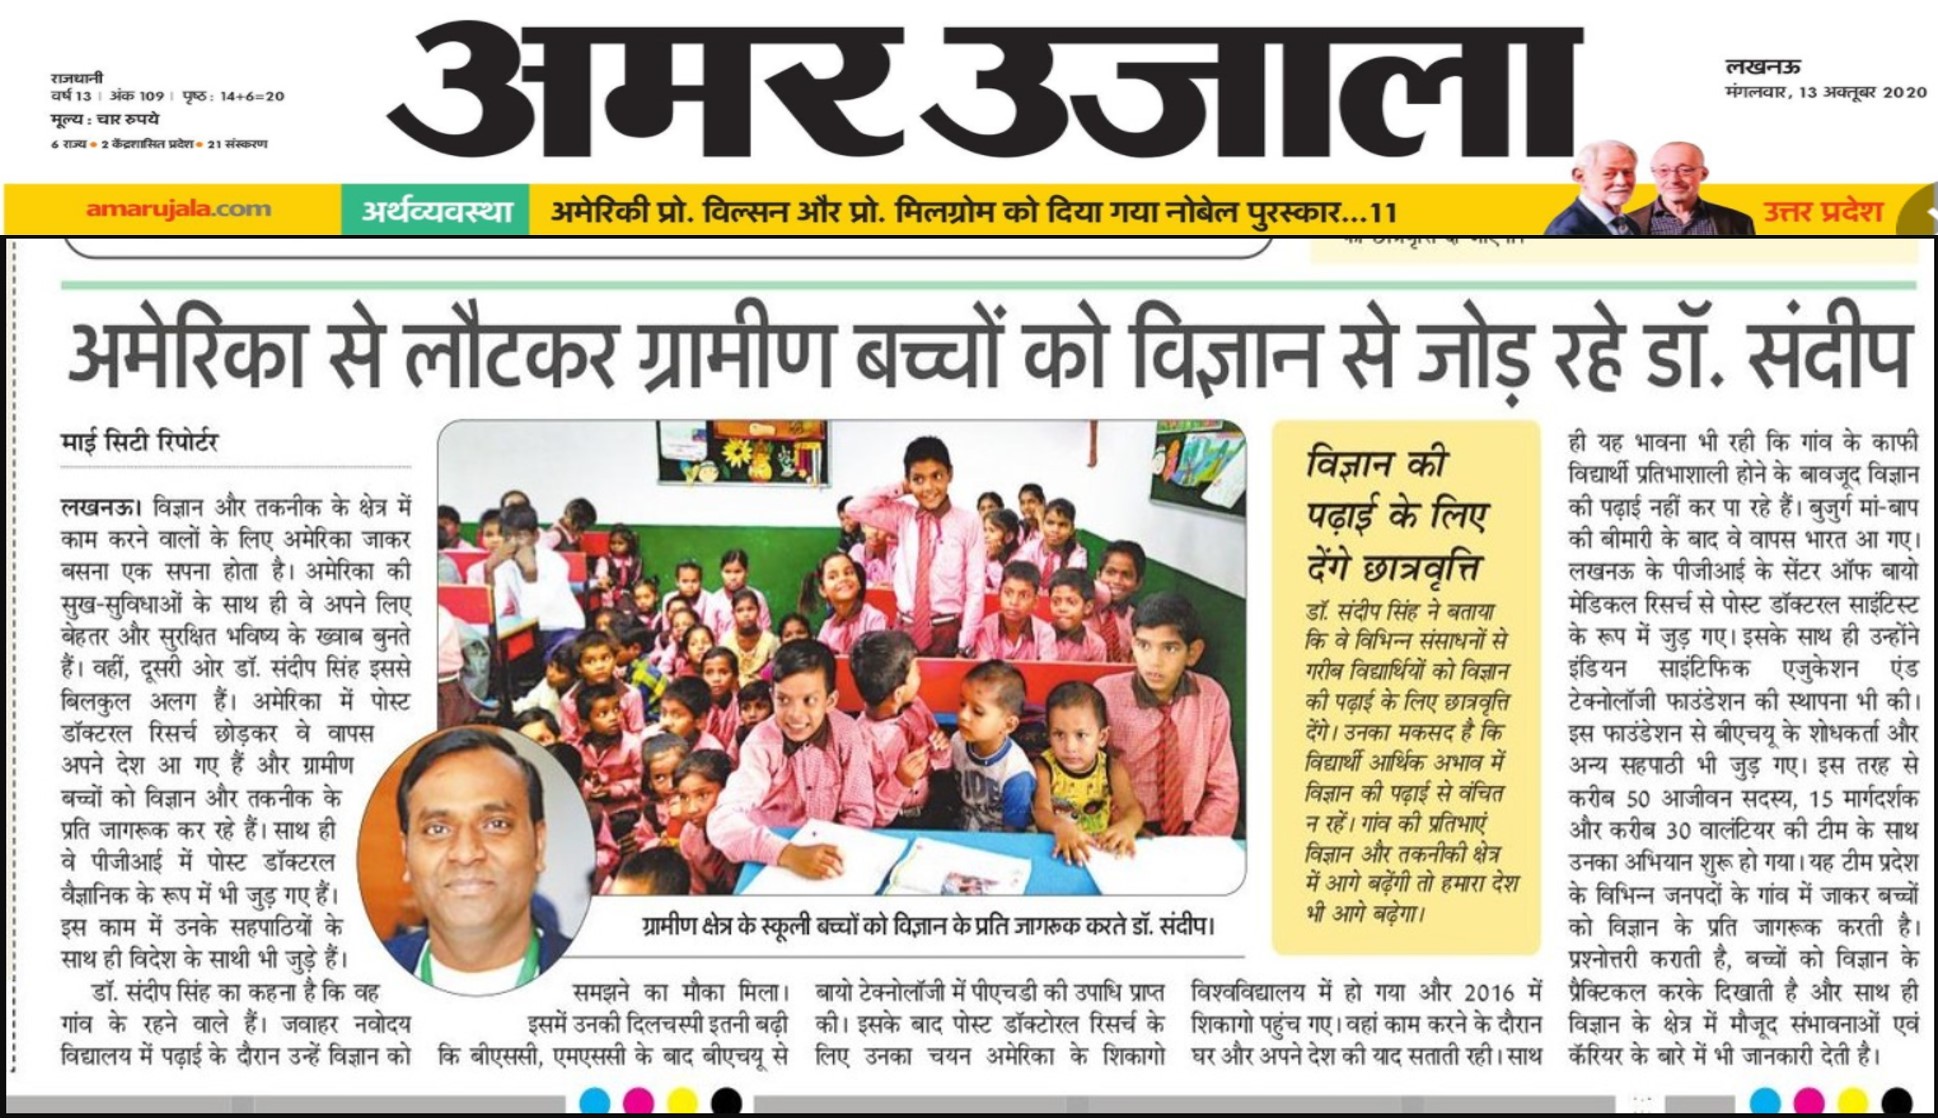 राजधानी
वर्ष 13 | अंक 109 | पृष्ठ : 14+6=20
मूल्य : चार रुपये
6 राज्य • 2 केंद्रशासित प्रदेश • 21 संस्करण
अमर उजाला
लखनऊ
मंगलवार, 13 अक्तूबर 2020
amarujala.com
अर्थव्यवस्था
अमेरिकी प्रो. विल्सन और प्रो. मिलग्रोम को दिया गया नोबेल पुरस्कार...11
उत्तर प्रदेश
अमेरिका से लौटकर ग्रामीण बच्चों को विज्ञान से जोड़ रहे डॉ. संदीप
माई सिटी रिपोर्टर
लखनऊ। विज्ञान और तकनीक के क्षेत्र में
काम करने वालों के लिए अमेरिका जाकर
बसना एक सपना होता है। अमेरिका की
सुख-सुविधाओं के साथ ही वे अपने लिए
बेहतर और सुरक्षित भविष्य के ख्वाब बुनते
हैं। वहीं, दूसरी ओर डॉ. संदीप सिंह इससे
बिलकुल अलग हैं। अमेरिका में पोस्ट
डॉक्टरल रिसर्च छोड़कर वे वापस
अपने देश आ गए हैं और ग्रामीण
बच्चों को विज्ञान और तकनीक के
प्रति जागरूक कर रहे हैं। साथ ही
वे पीजीआई में पोस्ट डॉक्टरल
वैज्ञानिक के रूप में भी जुड़ गए हैं।
इस काम में उनके सहपाठियों के
साथ ही विदेश के साथी भी जुड़े हैं।
डॉ. संदीप सिंह का कहना है कि वह
गांव के रहने वाले हैं। जवाहर नवोदय
विद्यालय में पढ़ाई के दौरान उन्हें विज्ञान को
ग्रामीण क्षेत्र के स्कूली बच्चों को विज्ञान के प्रति जागरूक करते डॉ. संदीप।
समझने का मौका मिला।
इसमें उनकी दिलचस्पी इतनी बढ़ी
कि बीएससी, एमएससी के बाद बीएचयू से
बायो टेक्नोलॉजी में पीएचडी की उपाधि प्राप्त
की। इसके बाद पोस्ट डॉक्टोरल रिसर्च के
लिए उनका चयन अमेरिका के शिकागो
विश्वविद्यालय में हो गया और 2016 में
शिकागो पहुंच गए। वहां काम करने के दौरान
घर और अपने देश की याद सताती रही। साथ
विज्ञान की
पढ़ाई के लिए
देंगे छात्रवृत्ति
डॉ. संदीप सिंह ने बताया
कि वे विभिन्न संसाधनों से
गरीब विद्यार्थियों को विज्ञान
की पढ़ाई के लिए छात्रवृत्ति
देंगे। उनका मकसद है कि
विद्यार्थी आर्थिक अभाव में
विज्ञान की पढ़ाई से वंचित
न रहें। गांव की प्रतिभाएं
विज्ञान और तकनीकी क्षेत्र
में आगे बढ़ेंगी तो हमारा देश
भी आगे बढ़ेगा।
ही यह भावना भी रही कि गांव के काफी
विद्यार्थी प्रतिभाशाली होने के बावजूद विज्ञान
की पढ़ाई नहीं कर पा रहे हैं। बुजुर्ग मां-बाप
की बीमारी के बाद वे वापस भारत आ गए।
लखनऊ के पीजीआई के सेंटर ऑफ बायो
मेडिकल रिसर्च से पोस्ट डॉक्टरल साइंटिस्ट
के रूप में जुड़ गए। इसके साथ ही उन्होंने
इंडियन साइंटिफिक एजुकेशन एंड
टेक्नोलॉजी फाउंडेशन की स्थापना भी की।
इस फाउंडेशन से बीएचयू के शोधकर्ता और
अन्य सहपाठी भी जुड़ गए। इस तरह से
करीब 50 आजीवन सदस्य, 15 मार्गदर्शक
और करीब 30 वालंटियर की टीम के साथ
उनका अभियान शुरू हो गया। यह टीम प्रदेश
के विभिन्न जनपदों के गांव में जाकर बच्चों
को विज्ञान के प्रति जागरूक करती है।
प्रश्नोत्तरी कराती है, बच्चों को विज्ञान के
प्रैक्टिकल करके दिखाती है और साथ ही
विज्ञान के क्षेत्र में मौजूद संभावनाओं एवं
कॅरियर के बारे में भी जानकारी देती है।